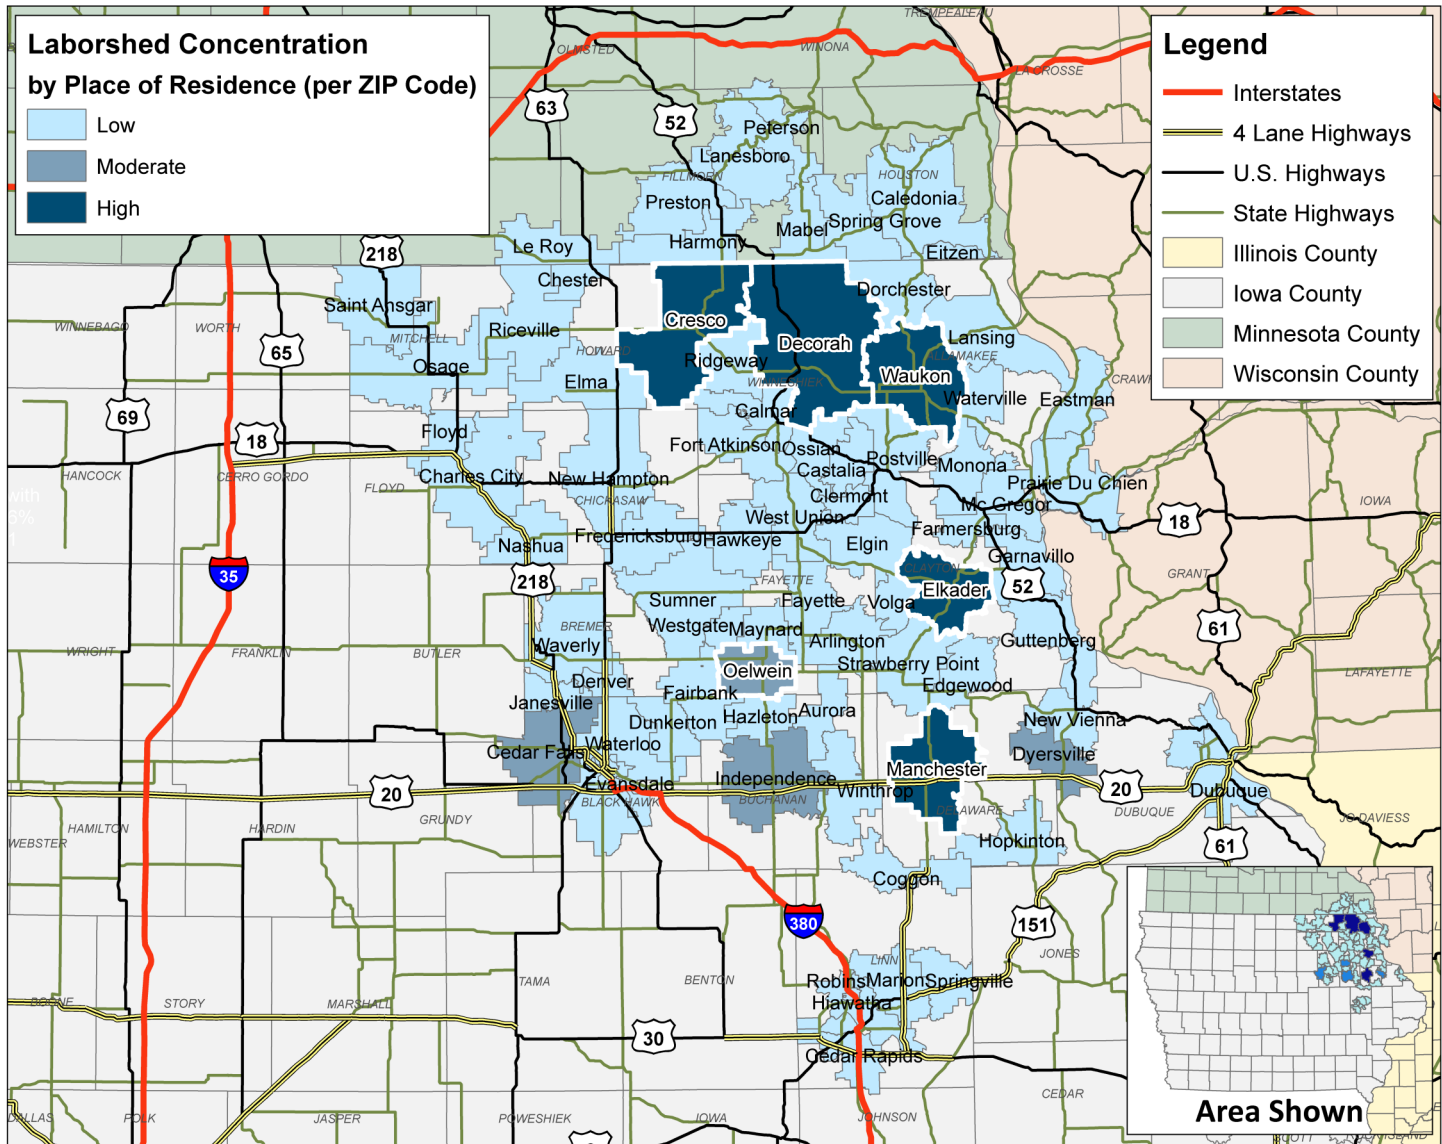 Laborshed Concentration
by Place of Residence (per ZIP Code)
Low
Moderate
High
Legend
Interstates
4 Lane Highways
U.S. Highways
State Highways
Illinois County
Iowa County
Minnesota County
Wisconsin County
TREMPEALEAU
OLMSTED
WINONA
LA CROSSE
63
52
Peterson
Lanesboro
FILLMORE
HOUSTON
Preston
Caledonia
Spring Grove
Mabel
Harmony
Le Roy
Eitzen
218
Chester
Dorchester
Saint Ansgar
WINNEBAGO
WORTH
MITCHELL
Riceville
Cresco
Decorah
Lansing
65
HOWARD
Ridgeway
ALLAMAKEE
Osage
Elma
WINNESHIEK
Waukon
CRAWF
69
Calmar
Waterville
Eastman
18
Floyd
Fort Atkinson
Ossian
Postville
Castalia
Monona
HANCOCK
CERRO GORDO
FLOYD
Charles City
New Hampton
CHICKASAW
Prairie Du Chien
with
6%
Clermont
Mc Gregor
IOWA
West Union
Farmersburg
18
Nashua
Fredericksburg
Hawkeye
Elgin
Garnavillo
35
218
FAYETTE
CLAYTON
Elkader
52
GRANT
Sumner
Fayette
Volga
BREMER
Westgate
Maynard
61
WRIGHT
FRANKLIN
BUTLER
Waverly
Arlington
Guttenberg
Oelwein
Strawberry Point
LAFAYETTE
Denver
Fairbank
Edgewood
Janesville
Dunkerton
Hazleton
Aurora
New Vienna
Cedar Falls
Waterloo
Dyersville
Independence
Manchester
Evansdale
Winthrop
20
BLACK HAWK
BUCHANAN
DELAWARE
20
DUBUQUE
Dubuque
HAMILTON
HARDIN
GRUNDY
JO DAVIESS
WEBSTER
Hopkinton
61
Coggon
380
151
LINN
JONES
TAMA
BENTON
Robins
Marion
Springville
BOONE
STORY
MARSHALL
Hiawatha
30
Cedar Rapids
CEDAR
DALLAS
POLK
JASPER
POWESHIEK
IOWA
JOHNSON
Area Shown
SCOTT